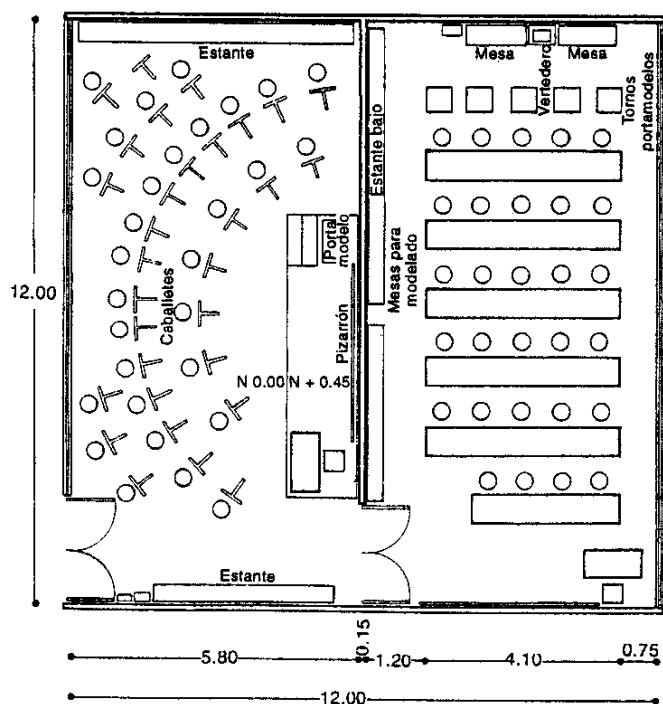 Estante
Mesa
Mesa
Vertedero
Tornos
portamodelos
Estante bajo
Porta
modelo
Mesas para
modelado
12.00
Caballetes
Pizarrón
N 0.00
N + 0.45
Estante
0.15
5.80
1.20
4.10
0.75
12.00